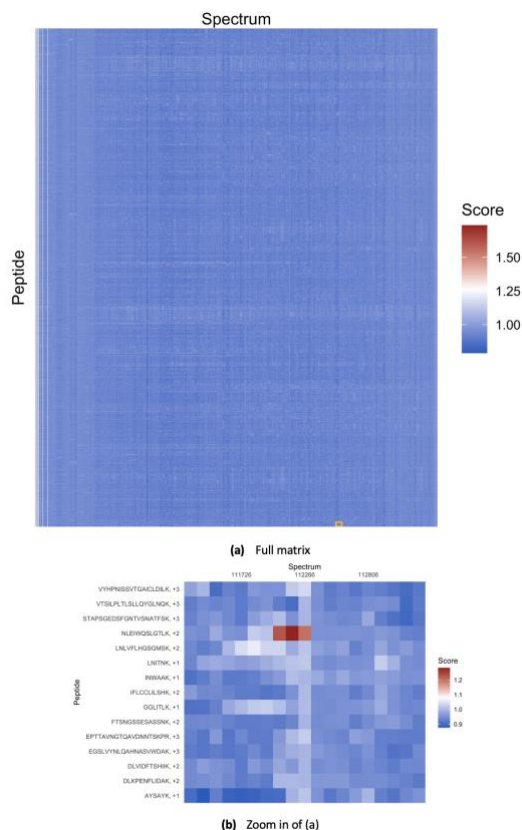 Spectrum
Peptide
Score
1.50
1.25
1.00
(a) Full matrix
Spectrum
111726 112266 112806
Peptide
VYHPNISSVTGAICLDILK, +3
VTSILPLTLSLLQYGLNQK, +3
STAPSGEDSFGNTVSNATFSK, +3
NLEIWQSLGTLK, +2
LNLVFLHGSGMSK, +2
LNITNK, +1
INWAAK, +1
IFLCCLILSHK, +2
GGLITLK, +1
FTSNGSSESASSNK, +2
EPTTAVNGTQAVDNNTSKPR, +3
EGSLVYNLQAHNASVWDAK, +3
DLVIDFTSHIIK, +2
DLKPENFLIDAK, +2
AYSAYK, +1
Score
1.2
1.1
1.0
0.9
(b) Zoom in of (a)